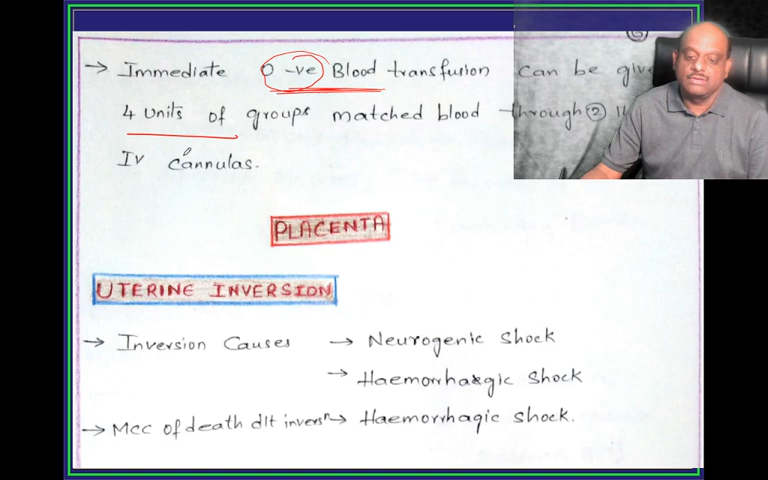 → Immediate O -ve Blood transfusion can be give
4 Units of groups matched blood through ②
IV cannulas.
PLACENTA
UTERINE INVERSION
→ Inversion Causes → Neurogenic Shock
→ Haemorrhagic Shock
→ Mcc of death d/t inversⁿ → Haemorrhagic Shock.